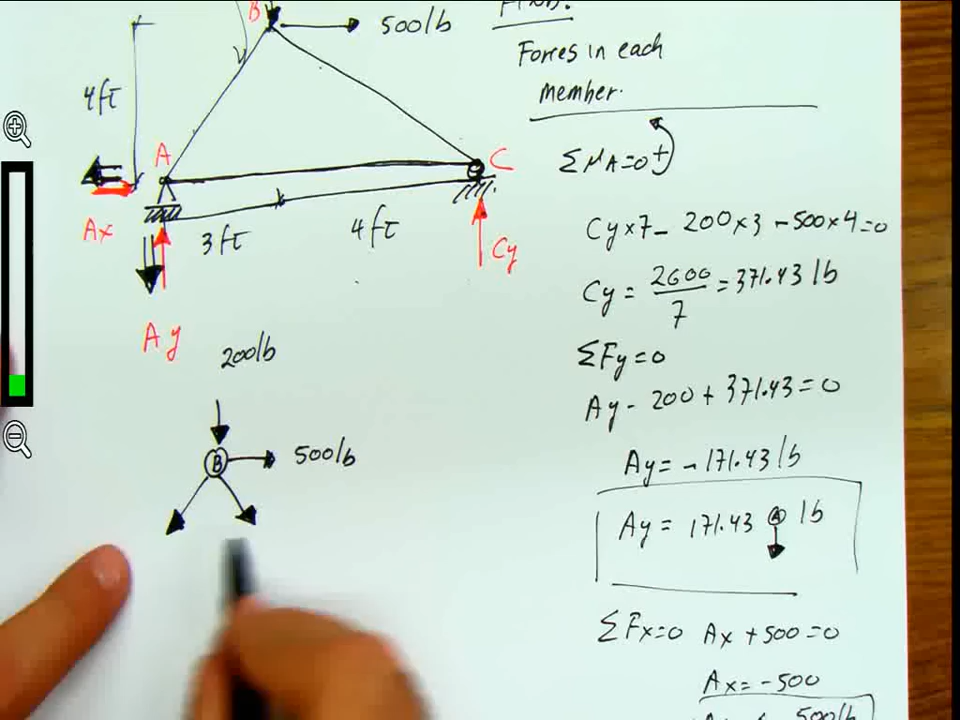 B
500lb
4ft
A
C
Ax
3ft
4ft
Cy
Ay
200lb
B
500lb
Forces in each
member.
ΣMA=0+
Cy×7- 200×3 -500×4=0
Cy = 2600/7 = 371.43 lb
ΣFy=0
Ay- 200+371.43=0
Ay=-171.43 lb
Ay= 171.43 lb
ΣFx=0 Ax+500=0
Ax=-500
500lb